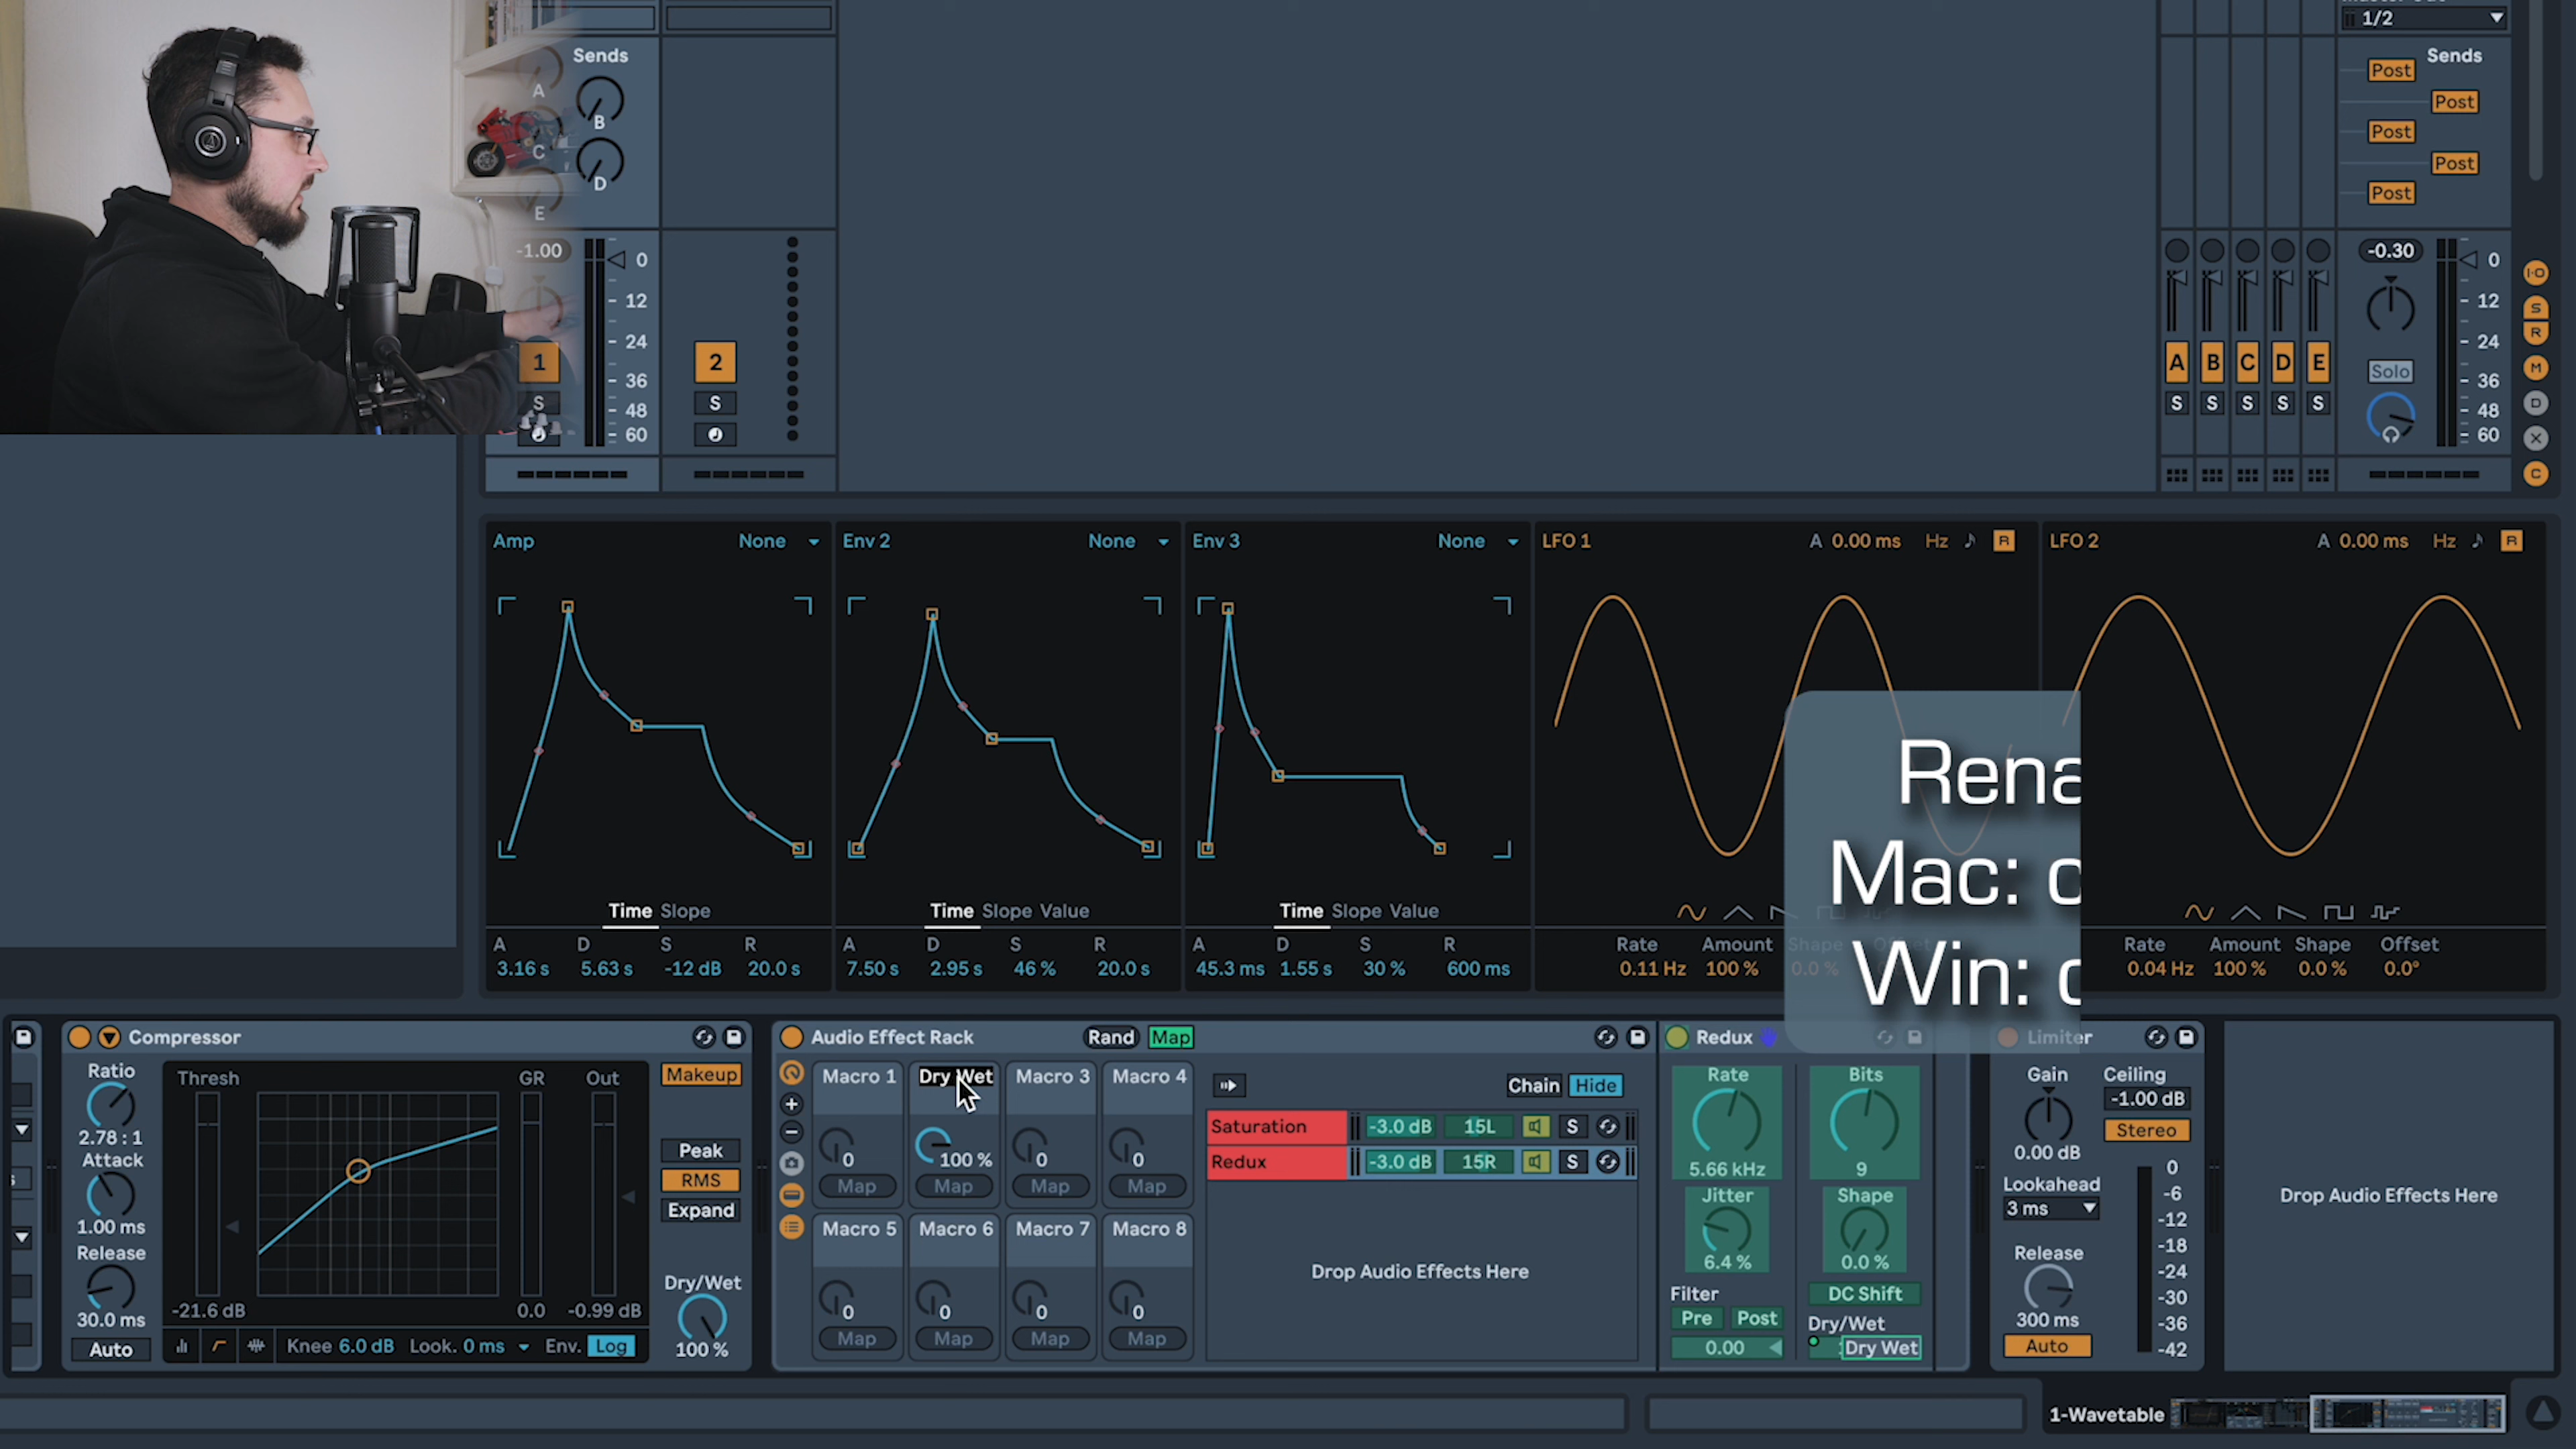 Master Out
1/2
Sends
Sends
A
B
C
D
E
Post
Post
Post
Post
Post
-1.00
0
12
24
36
48
60
1
S
2
S
A B C D E
S S S S S
-0.30
0
12
24
36
48
60
Solo
I·O
S
R
M
D
X
C
Amp None
Env 2 None
Env 3 None
LFO 1 A 0.00 ms Hz R
LFO 2 A 0.00 ms Hz R
Rena
Mac: c
Win: c
Time Slope
Time Slope Value
Time Slope Value
A D S R
3.16 s 5.63 s -12 dB 20.0 s
A D S R
7.50 s 2.95 s 46 % 20.0 s
A D S R
45.3 ms 1.55 s 30 % 600 ms
Rate Amount Shape
0.11 Hz 100 % 0.0 %
Rate Amount Shape Offset
0.04 Hz 100 % 0.0 % 0.0°
Compressor
Ratio
2.78 : 1
Attack
1.00 ms
Release
30.0 ms
Auto
Thresh GR Out
-21.6 dB 0.0 -0.99 dB
Knee 6.0 dB Look. 0 ms Env. Log
Makeup
Peak
RMS
Expand
Dry/Wet
100 %
Audio Effect Rack Rand Map
Macro 1 Dry Wet Macro 3 Macro 4
0 100 % 0 0
Map Map Map Map
Macro 5 Macro 6 Macro 7 Macro 8
0 0 0 0
Map Map Map Map
Chain Hide
Saturation -3.0 dB 15L S
Redux -3.0 dB 15R S
Drop Audio Effects Here
Redux
Rate Bits
5.66 kHz 9
Jitter Shape
6.4 % 0.0 %
Filter DC Shift
Pre Post Dry/Wet
0.00 Dry Wet
Limiter
Gain Ceiling
-1.00 dB
Stereo
0.00 dB
Lookahead
3 ms
Release
300 ms
Auto
0
-6
-12
-18
-24
-30
-36
-42
Drop Audio Effects Here
1-Wavetable